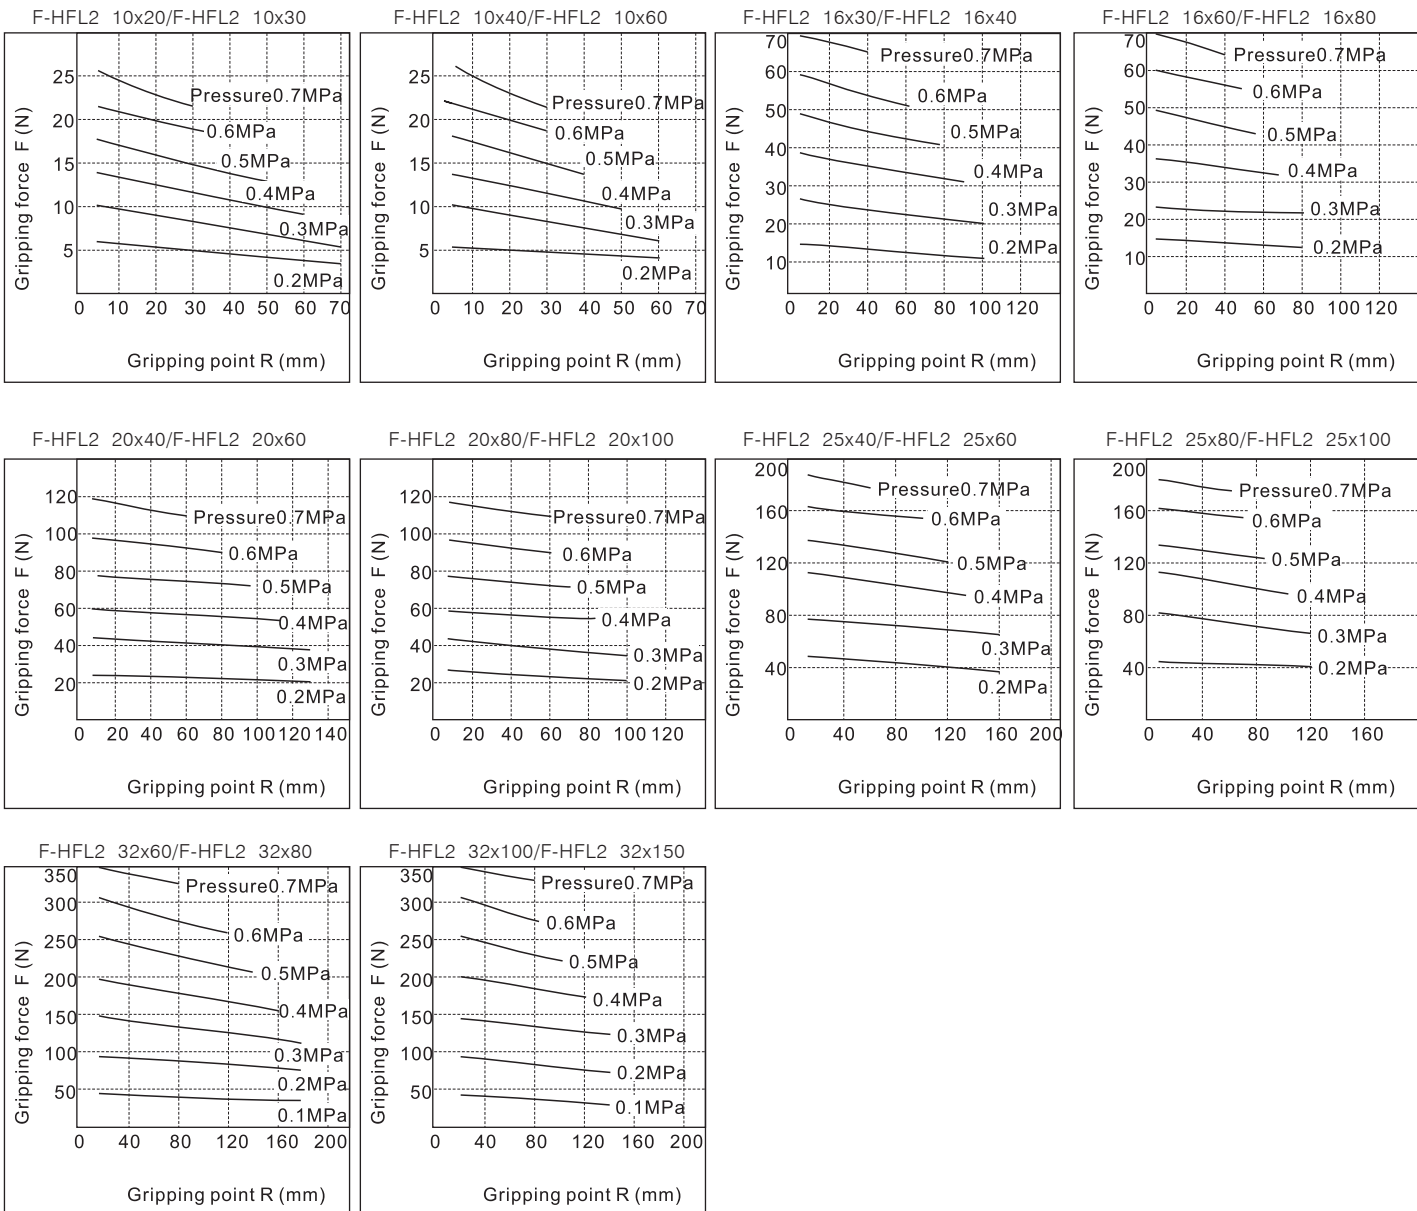 F-HFL2 10x20/F-HFL2 10x30
Gripping force F (N)
25
20
15
10
5
Pressure0.7MPa
0.6MPa
0.5MPa
0.4MPa
0.3MPa
0.2MPa
0 10 20 30 40 50 60 70
Gripping point R (mm)
F-HFL2 10x40/F-HFL2 10x60
Gripping force F (N)
25
20
15
10
5
Pressure0.7MPa
0.6MPa
0.5MPa
0.4MPa
0.3MPa
0.2MPa
0 10 20 30 40 50 60 70
Gripping point R (mm)
F-HFL2 16x30/F-HFL2 16x40
Gripping force F (N)
70
60
50
40
30
20
10
Pressure0.7MPa
0.6MPa
0.5MPa
0.4MPa
0.3MPa
0.2MPa
0 20 40 60 80 100 120
Gripping point R (mm)
F-HFL2 16x60/F-HFL2 16x80
Gripping force F (N)
70
60
50
40
30
20
10
Pressure0.7MPa
0.6MPa
0.5MPa
0.4MPa
0.3MPa
0.2MPa
0 20 40 60 80 100 120
Gripping point R (mm)
F-HFL2 20x40/F-HFL2 20x60
Gripping force F (N)
120
100
80
60
40
20
Pressure0.7MPa
0.6MPa
0.5MPa
0.4MPa
0.3MPa
0.2MPa
0 20 40 60 80 100 120 140
Gripping point R (mm)
F-HFL2 20x80/F-HFL2 20x100
Gripping force F (N)
120
100
80
60
40
20
Pressure0.7MPa
0.6MPa
0.5MPa
0.4MPa
0.3MPa
0.2MPa
0 20 40 60 80 100 120
Gripping point R (mm)
F-HFL2 25x40/F-HFL2 25x60
Gripping force F (N)
200
160
120
80
40
Pressure0.7MPa
0.6MPa
0.5MPa
0.4MPa
0.3MPa
0.2MPa
0 40 80 120 160 200
Gripping point R (mm)
F-HFL2 25x80/F-HFL2 25x100
Gripping force F (N)
200
160
120
80
40
Pressure0.7MPa
0.6MPa
0.5MPa
0.4MPa
0.3MPa
0.2MPa
0 40 80 120 160
Gripping point R (mm)
F-HFL2 32x60/F-HFL2 32x80
Gripping force F (N)
350
300
250
200
150
100
50
Pressure0.7MPa
0.6MPa
0.5MPa
0.4MPa
0.3MPa
0.2MPa
0.1MPa
0 40 80 120 160 200
Gripping point R (mm)
F-HFL2 32x100/F-HFL2 32x150
Gripping force F (N)
350
300
250
200
150
100
50
Pressure0.7MPa
0.6MPa
0.5MPa
0.4MPa
0.3MPa
0.2MPa
0.1MPa
0 40 80 120 160 200
Gripping point R (mm)